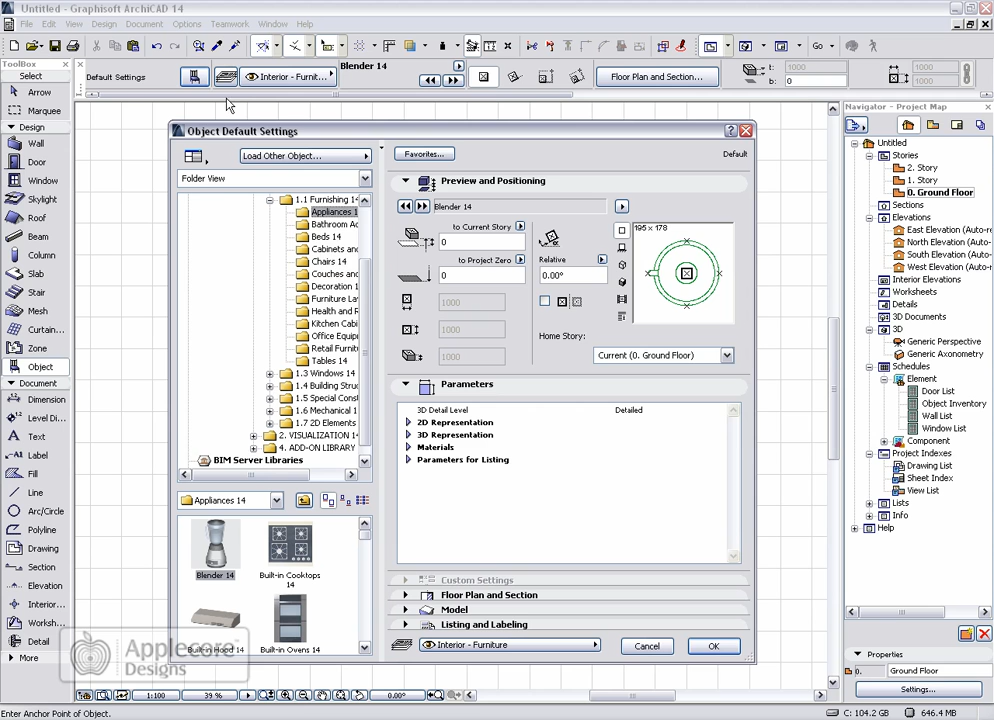 Untitled - Graphisoft ArchiCAD 14
File Edit View Design Document Options Teamwork Window Help
Go
ToolBox
Select
Arrow
Marquee
Design
Wall
Door
Window
Skylight
Roof
Beam
Column
Slab
Stair
Mesh
Curtain...
Zone
Object
Document
Dimension
Level Di...
Text
Label
Fill
Line
Arc/Circle
Polyline
Drawing
Section
Elevation
Interior...
Worksh...
Detail
More
Default Settings
Interior - Furnit...
Blender 14
Floor Plan and Section...
t: 1000
b: 0
1000
1000
Object Default Settings
Load Other Object...
Folder View
1.1 Furnishing 14
Appliances 1
Bathroom Ac
Beds 14
Cabinets and
Chairs 14
Couches and
Decoration 1
Furniture La
Hospital 14
Kitchen Cabi
Office Equip
Retail Furnit
Tables 14
1.3 Windows 14
1.4 Building Struc
1.5 Special Const
1.6 Mechanical 1
1.7 2D Elements
2. VISUALIZATION 14
4. ADD-ON LIBRARY
BIM Server Libraries
Appliances 14
Blender 14
Built-in Cooktops 14
Built-in Hood 14
Built-in Ovens 14
Favorites...
Default
Preview and Positioning
Blender 14
to Current Story
0
to Project Zero
0
1000
1000
1000
Relative
0.00°
195 x 178
Home Story:
Current (0. Ground Floor)
Parameters
3D Detail Level Detailed
2D Representation
3D Representation
Materials
Parameters for Listing
Custom Settings
Floor Plan and Section
Model
Listing and Labeling
Interior - Furniture
Cancel
OK
Navigator - Project Map
Untitled
Stories
2. Story
1. Story
0. Ground Floor
Sections
Elevations
East Elevation (Auto-r
North Elevation (Auto-
South Elevation (Auto-
West Elevation (Auto-r
Interior Elevations
Worksheets
Details
3D Documents
3D
Generic Perspective
Generic Axonometry
Schedules
Element
Door List
Object Inventory
Wall List
Window List
Component
Project Indexes
Drawing List
Sheet Index
View List
Lists
Info
Help
Properties
0. Ground Floor
Settings...
Applecore
Designs
1:100
39 %
0.00°
Enter Anchor Point of Object.
C: 104.2 GB
646.4 MB